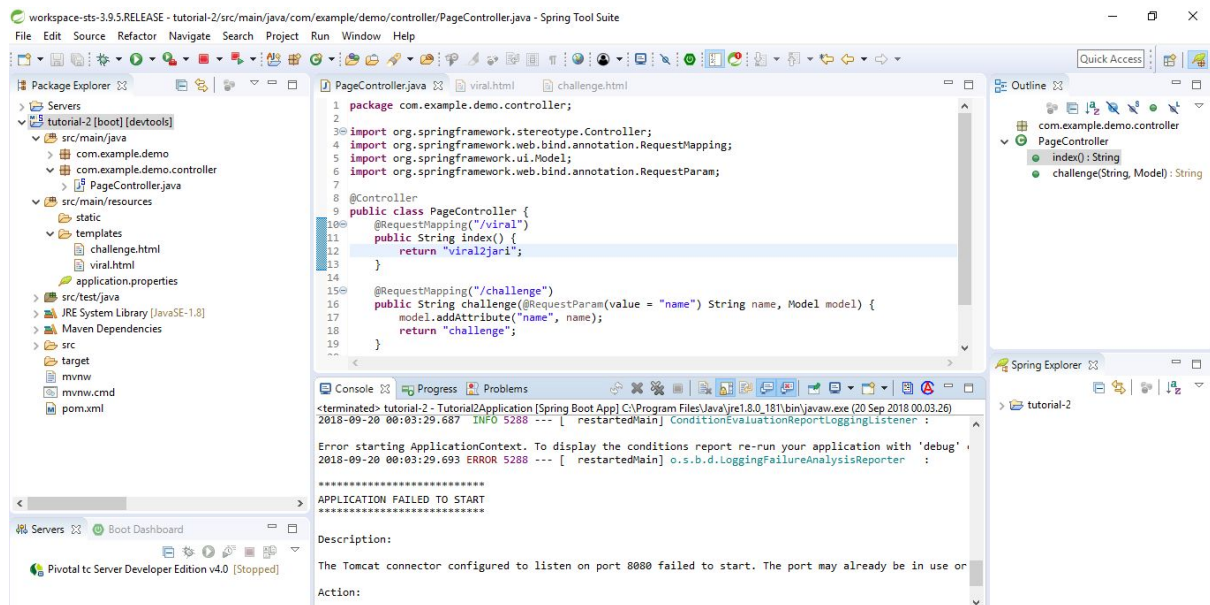 workspace-sts-3.9.5.RELEASE - tutorial-2/src/main/java/com/example/demo/controller/PageController.java - Spring Tool Suite
File Edit Source Refactor Navigate Search Project Run Window Help
Quick Access
Package Explorer
Servers
tutorial-2 [boot] [devtools]
src/main/java
com.example.demo
com.example.demo.controller
PageController.java
src/main/resources
static
templates
challenge.html
viral.html
application.properties
src/test/java
JRE System Library [JavaSE-1.8]
Maven Dependencies
src
target
mvnw
mvnw.cmd
pom.xml
Servers Boot Dashboard
Pivotal tc Server Developer Edition v4.0 [Stopped]
PageController.java viral.html challenge.html
1 package com.example.demo.controller;
2
3 import org.springframework.stereotype.Controller;
4 import org.springframework.web.bind.annotation.RequestMapping;
5 import org.springframework.ui.Model;
6 import org.springframework.web.bind.annotation.RequestParam;
7
8 @Controller
9 public class PageController {
10 @RequestMapping("/viral")
11 public String index() {
12 return "viral2jari";
13 }
14
15 @RequestMapping("/challenge")
16 public String challenge(@RequestParam(value = "name") String name, Model model) {
17 model.addAttribute("name", name);
18 return "challenge";
19 }
Console Progress Problems
<terminated> tutorial-2 - Tutorial2Application [Spring Boot App] C:\Program Files\Java\jre1.8.0_181\bin\javaw.exe (20 Sep 2018 00.03.26)
2018-09-20 00:03:29.687 INFO 5288 --- [ restartedMain] ConditionEvaluationReportLoggingListener :
Error starting ApplicationContext. To display the conditions report re-run your application with 'debug'
2018-09-20 00:03:29.693 ERROR 5288 --- [ restartedMain] o.s.b.d.LoggingFailureAnalysisReporter :
***************************
APPLICATION FAILED TO START
***************************
Description:
The Tomcat connector configured to listen on port 8080 failed to start. The port may already be in use or
Action:
Outline
com.example.demo.controller
PageController
index() : String
challenge(String, Model) : String
Spring Explorer
tutorial-2